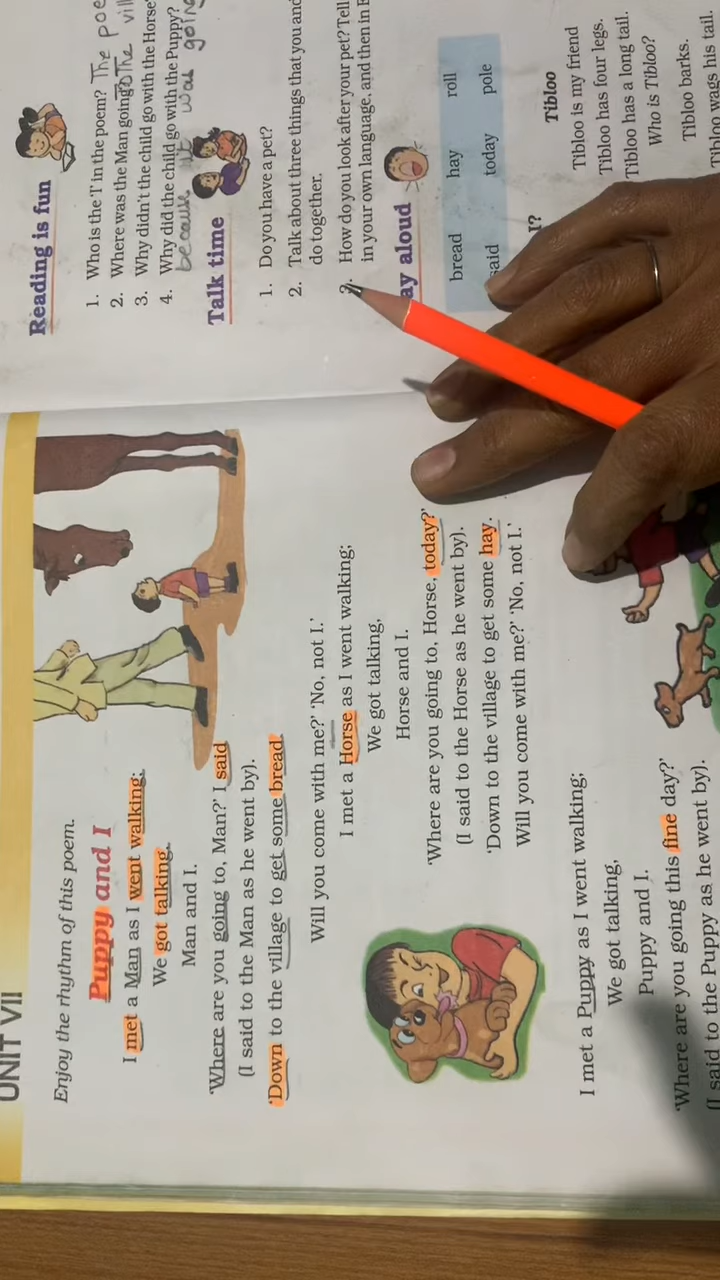 UNIT VII
Enjoy the rhythm of this poem.
Puppy and I
I met a Man as I went walking;
We got talking,
Man and I.
'Where are you going to, Man?' I said
(I said to the Man as he went by).
'Down to the village to get some bread.
Will you come with me?' 'No, not I.'
I met a Horse as I went walking;
We got talking,
Horse and I.
'Where are you going to, Horse, today?'
(I said to the Horse as he went by).
'Down to the village to get some hay.
Will you come with me?' 'No, not I.'
I met a Puppy as I went walking;
We got talking,
Puppy and I.
'Where are you going this fine day?'
(I said to the Puppy as he went by).
Reading is fun
1. Who is the 'I' in the poem? The
2. Where was the Man going? The
3. Why didn't the child go with the Horse
4. Why did the child go with the Puppy?
because it was going
Talk time
1. Do you have a pet?
2. Talk about three things that you and
do together.
3. How do you look after your pet? Tell
in your own language, and then in
ay aloud
bread hay roll
said today pole
I?
Tibloo
Tibloo is my friend
Tibloo has four legs.
Tibloo has a long tail.
Who is Tibloo?
Tibloo barks.
Tibloo wags his tail.